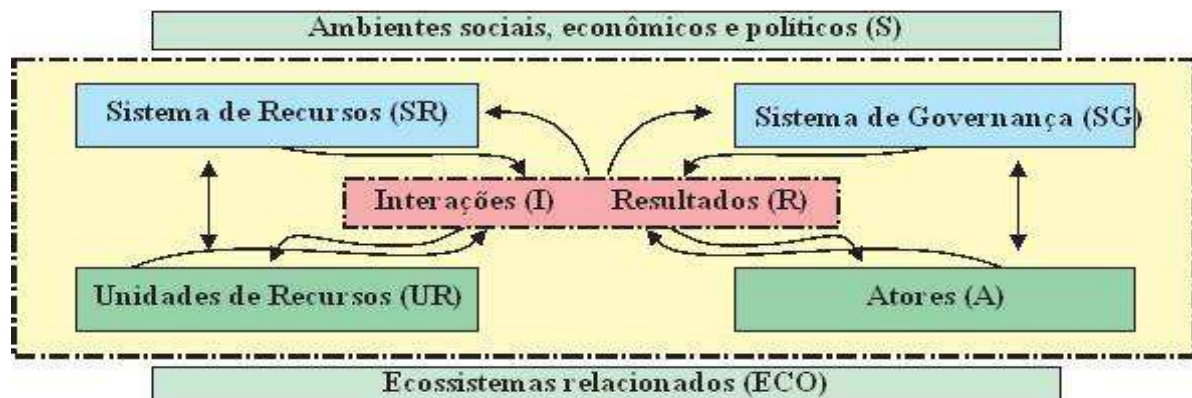 Ambientes sociais, econômicos e políticos (S)
Sistema de Recursos (SR)
Sistema de Governança (SG)
Interações (I) Resultados (R)
Unidades de Recursos (UR)
Atores (A)
Ecossistemas relacionados (ECO)